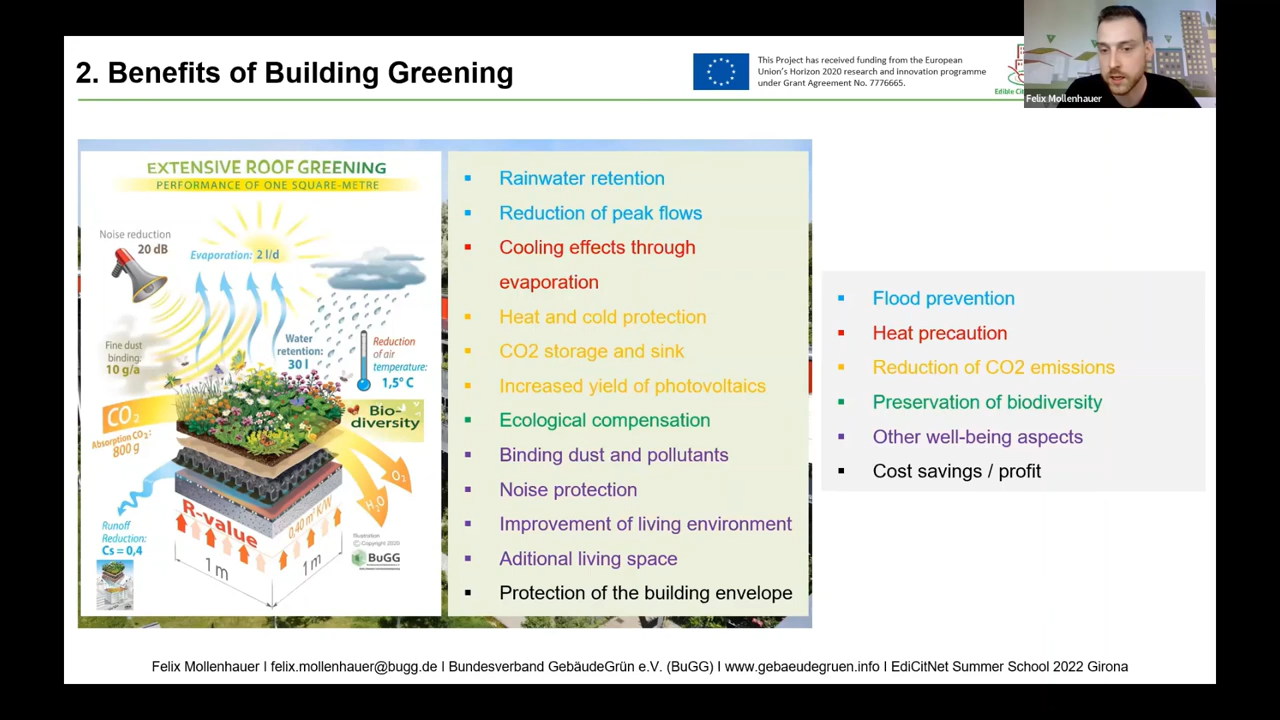 2. Benefits of Building Greening
This Project has received funding from the European
Union's Horizon 2020 research and innovation programme
under Grant Agreement No. 7776665.
Felix Mollenhauer
EXTENSIVE ROOF GREENING
PERFORMANCE OF ONE SQUARE-METRE
Noise reduction
20 dB
Evaporation: 2 l/d
Fine dust
binding:
10 g/a
Water
retention:
30 l
Reduction
of air
temperature:
1,5° C
CO₂
Absorption CO₂:
800 g
Bio-
diversity
O₂
H₂O
Runoff
Reduction:
Cs = 0,4
R-value
0,40 m² K/W
1 m
1 m
Illustration
© Copyright 2020
BuGG
▪ Rainwater retention
▪ Reduction of peak flows
▪ Cooling effects through
evaporation
▪ Heat and cold protection
▪ CO2 storage and sink
▪ Increased yield of photovoltaics
▪ Ecological compensation
▪ Binding dust and pollutants
▪ Noise protection
▪ Improvement of living environment
▪ Aditional living space
▪ Protection of the building envelope
▪ Flood prevention
▪ Heat precaution
▪ Reduction of CO2 emissions
▪ Preservation of biodiversity
▪ Other well-being aspects
▪ Cost savings / profit
Felix Mollenhauer I felix.mollenhauer@bugg.de I Bundesverband GebäudeGrün e.V. (BuGG) I www.gebaeudegruen.info I EdiCitNet Summer School 2022 Girona